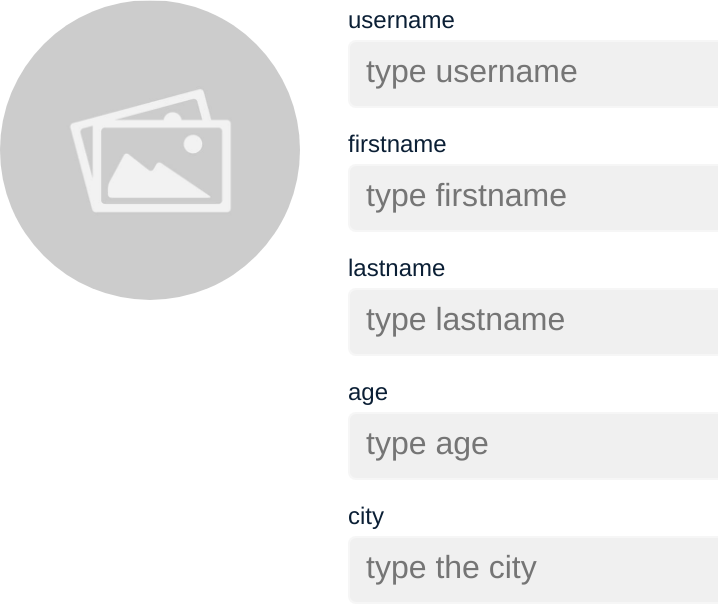 username
type username
firstname
type firstname
lastname
type lastname
age
type age
city
type the city